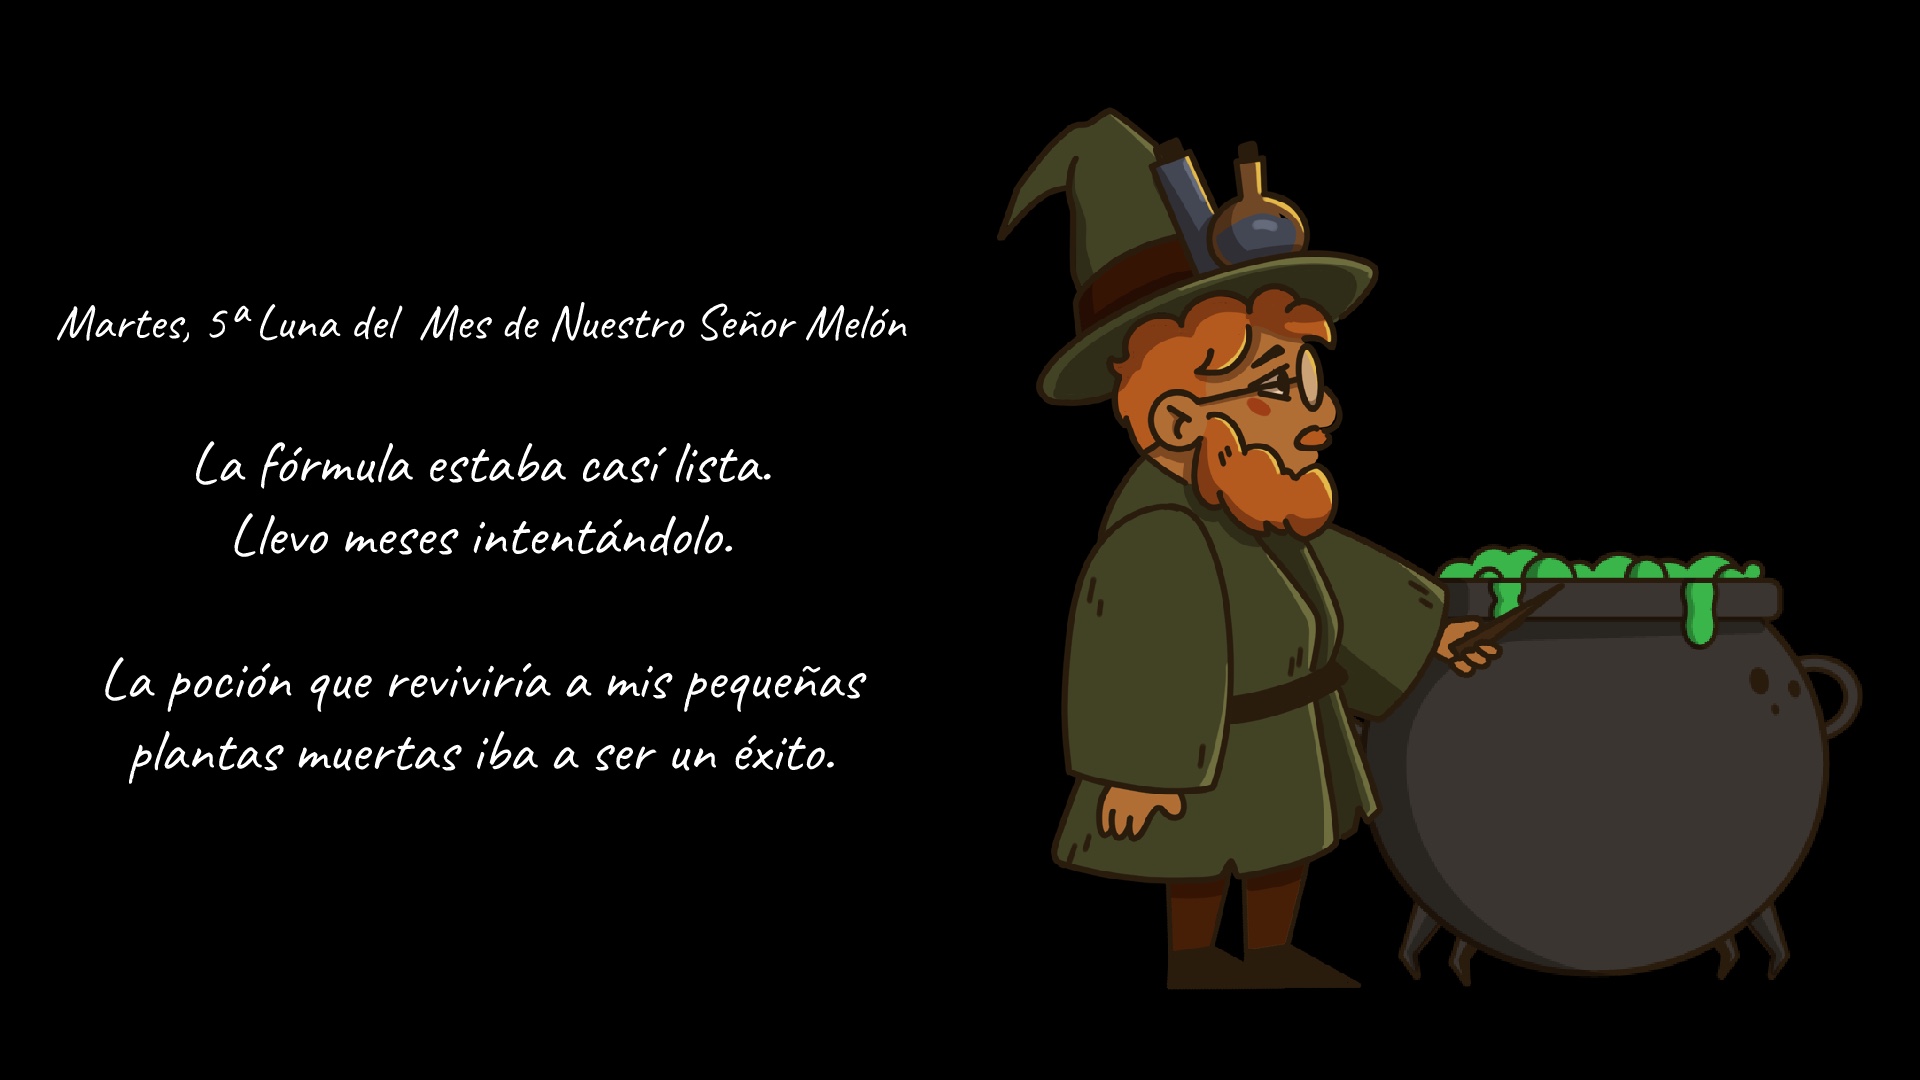 Martes, 5ª Luna del Mes de Nuestro Señor Melón
La fórmula estaba casí lista.
Llevo meses intentándolo.
La poción que reviviría a mis pequeñas
plantas muertas iba a ser un éxito.